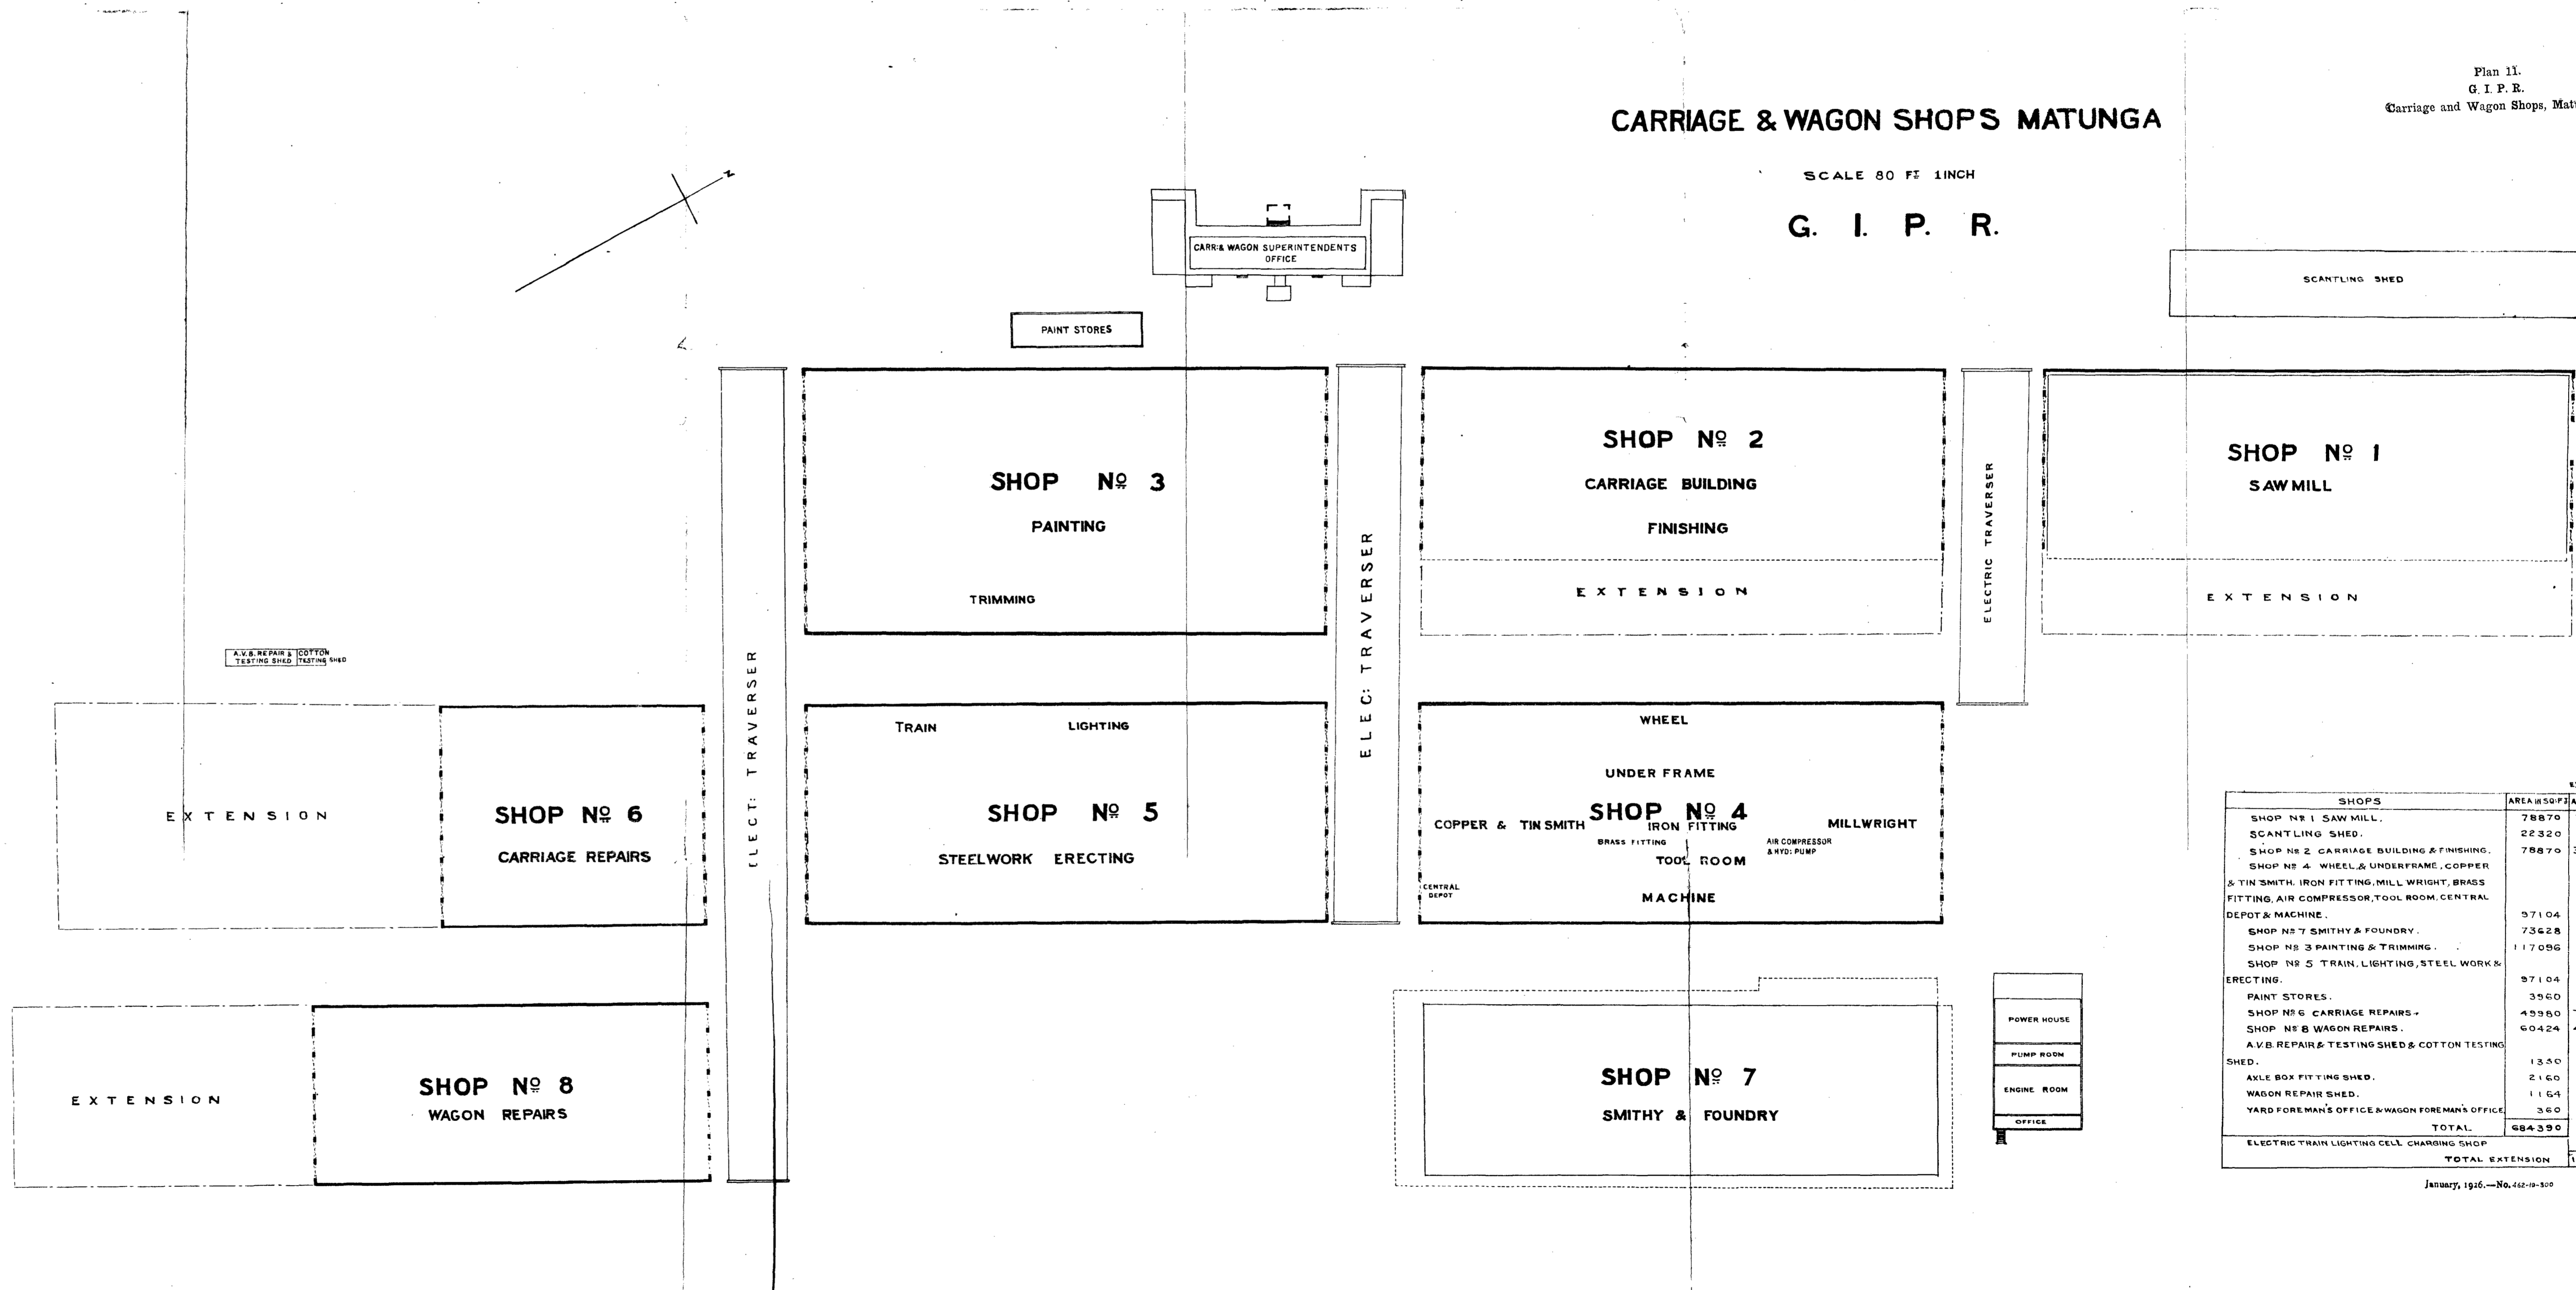 Plan 11.
G. I. P. R.
Carriage and Wagon Shops,
CARRIAGE & WAGON SHOPS MATUNGA
SCALE 80 FT 1 INCH
G. I. P. R.
N
CARR: & WAGON SUPERINTENDENTS
OFFICE
SCANTLING SHED
PAINT STORES
SHOP No 3
PAINTING
TRIMMING
SHOP No 2
CARRIAGE BUILDING
FINISHING
EXTENSION
SHOP No 1
SAW MILL
EXTENSION
ELECT: TRAVERSER
ELEC: TRAVERSER
ELECTRIC TRAVERSER
A.V.B. REPAIR &
TESTING SHED
COTTON
TESTING SHED
EXTENSION
SHOP No 6
CARRIAGE REPAIRS
TRAIN LIGHTING
SHOP No 5
STEELWORK ERECTING
WHEEL
UNDER FRAME
SHOP No 4
COPPER & TIN SMITH
IRON FITTING
MILLWRIGHT
BRASS FITTING
AIR COMPRESSOR
& HYD: PUMP
TOOL ROOM
CENTRAL
DEPOT
MACHINE
EXTENSION
SHOP No 8
WAGON REPAIRS
SHOP No 7
SMITHY & FOUNDRY
POWER HOUSE
PUMP ROOM
ENGINE ROOM
OFFICE
SHOPS AREA IN SQ: FT
SHOP No 1 SAW MILL. 78870
SCANTLING SHED. 22320
SHOP No 2 CARRIAGE BUILDING & FINISHING. 78870
SHOP No 4 WHEEL, & UNDERFRAME, COPPER
& TIN SMITH, IRON FITTING, MILL WRIGHT, BRASS
FITTING, AIR COMPRESSOR, TOOL ROOM, CENTRAL
DEPOT & MACHINE. 97104
SHOP No 7 SMITHY & FOUNDRY. 73628
SHOP No 3 PAINTING & TRIMMING. 117096
SHOP No 5 TRAIN, LIGHTING, STEEL WORK &
ERECTING. 97104
PAINT STORES. 3960
SHOP No 6 CARRIAGE REPAIRS. 49980
SHOP No 8 WAGON REPAIRS. 60424
A.V.B. REPAIR & TESTING SHED & COTTON TESTING
SHED. 1350
AXLE BOX FITTING SHED. 2160
WAGON REPAIR SHED. 1164
YARD FOREMAN'S OFFICE & WAGON FOREMAN'S OFFICE 360
TOTAL 684390
ELECTRIC TRAIN LIGHTING CELL CHARGING SHOP
TOTAL EXTENSION
January, 1926.—No. 462-19-500